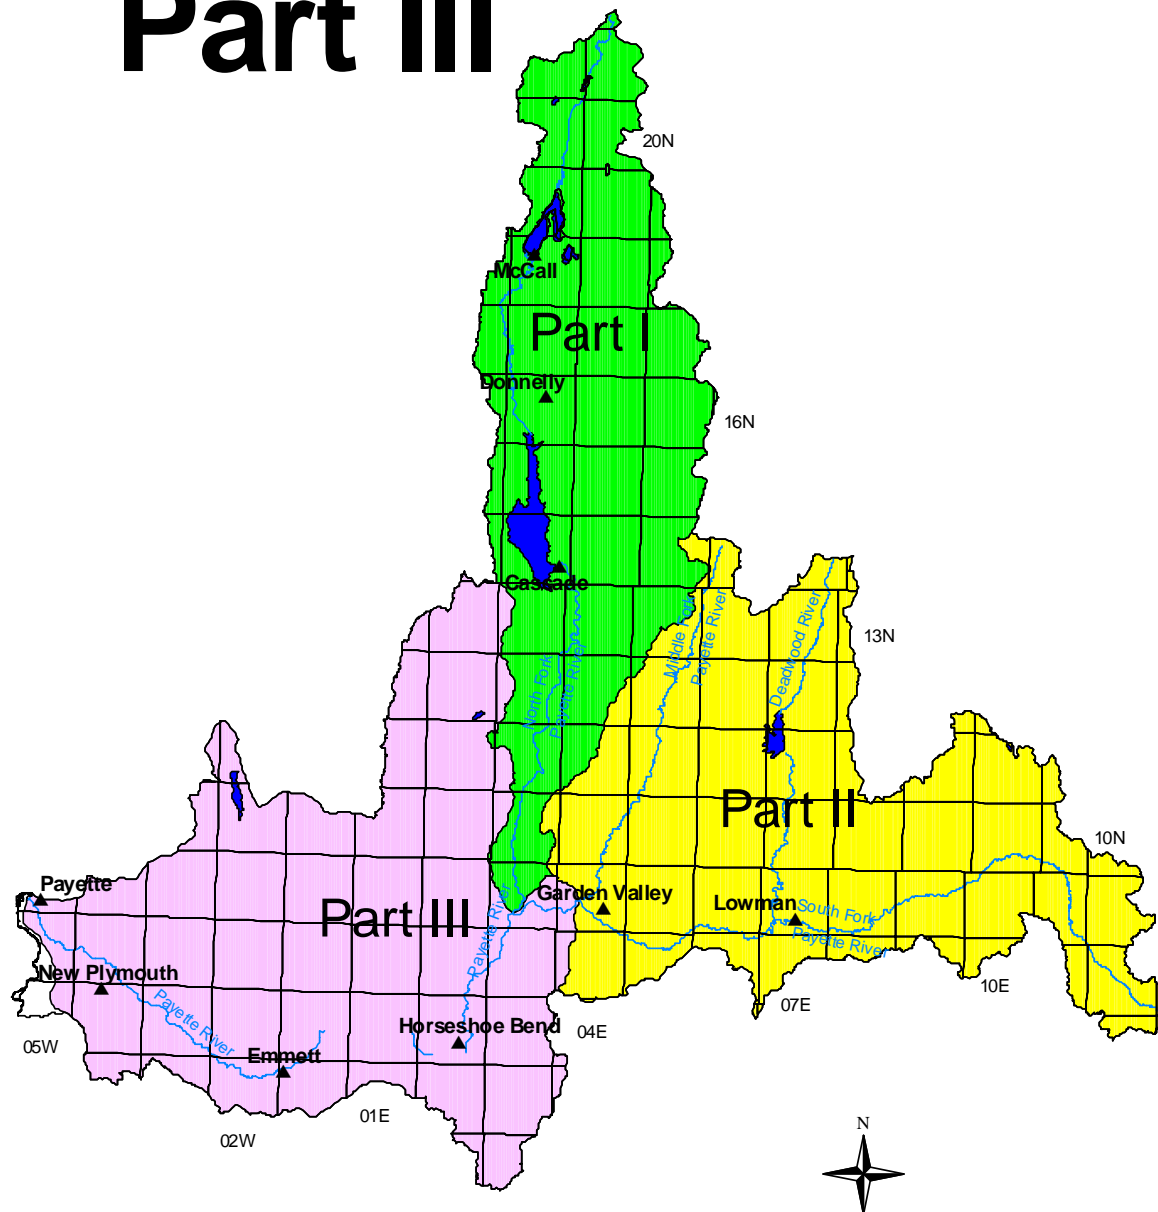 Part III
20N
McCall
Part I
Donnelly
16N
Cascade
13N
Middle Fork
Payette River
Deadwood River
North Fork
Payette River
Part II
10N
Payette
Garden Valley
Lowman
South Fork
Payette River
Part III
Payette River
New Plymouth
10E
07E
Payette River
Horseshoe Bend
04E
05W
Emmett
01E
02W
N